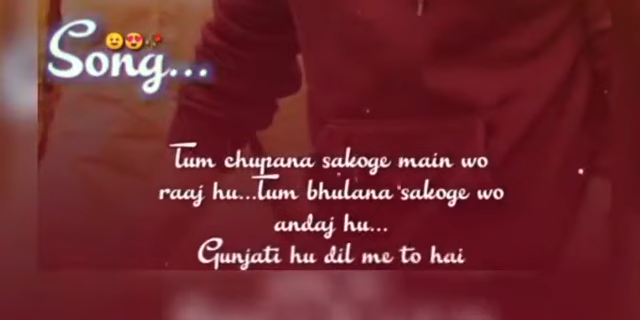 Song...
Tum chupana sakoge main wo
raaj hu...Tum bhulana sakoge wo
andaj hu...
Gunjati hu dil me to hai